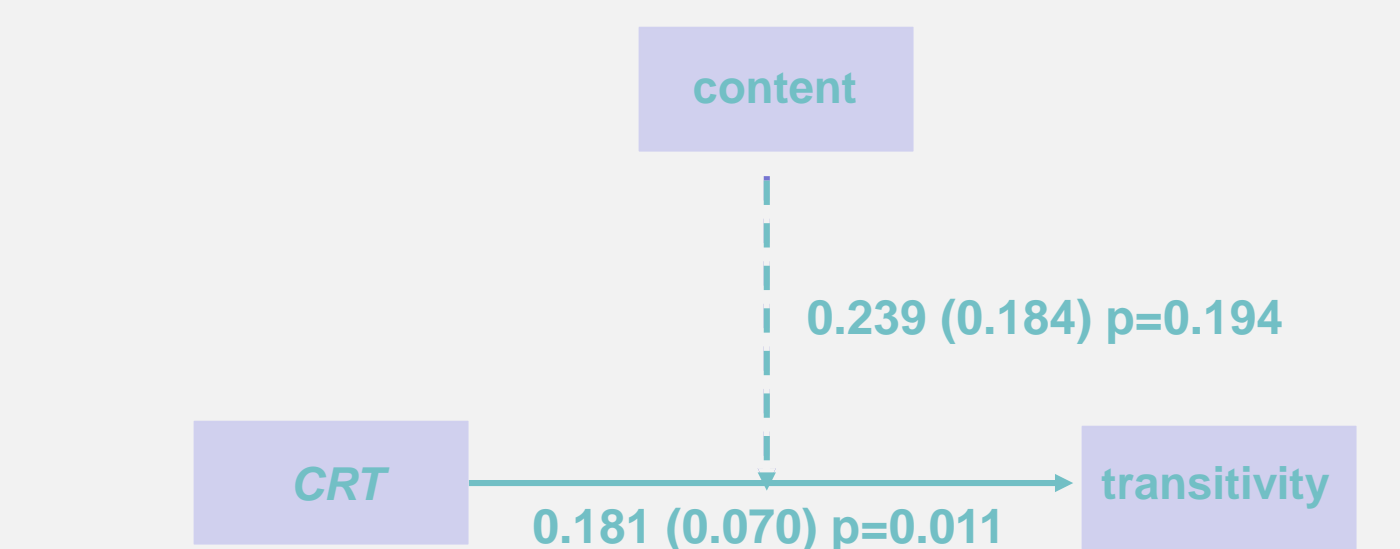 content
0.239 (0.184) p=0.194
CRT
transitivity
0.181 (0.070) p=0.011